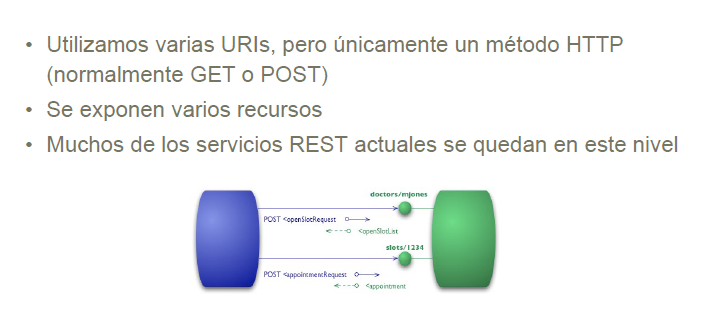 • Utilizamos varias URIs, pero únicamente un método HTTP
(normalmente GET o POST)
• Se exponen varios recursos
• Muchos de los servicios REST actuales se quedan en este nivel
doctors/mjones
POST <openSlotRequest
<openSlotList
slots/1234
POST <appointmentRequest
<appointment